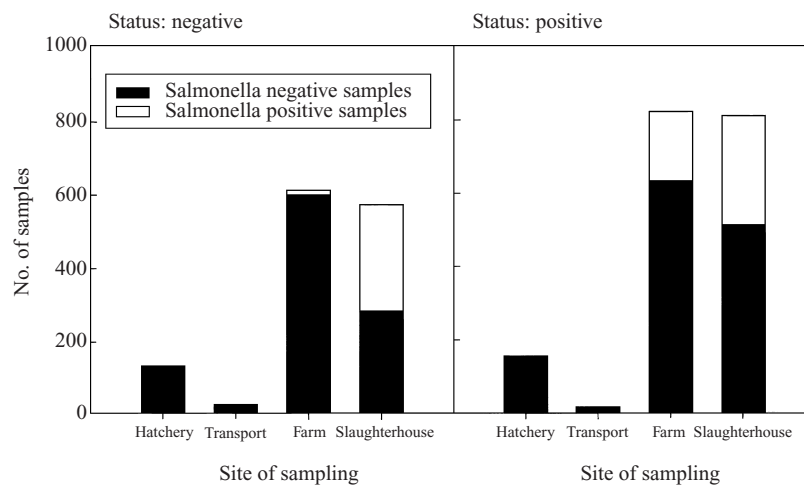 Status: negative
Status: positive
1000
800
600
400
200
0
No. of samples
Salmonella negative samples
Salmonella positive samples
Hatchery Transport Farm Slaughterhouse
Hatchery Transport Farm Slaughterhouse
Site of sampling
Site of sampling